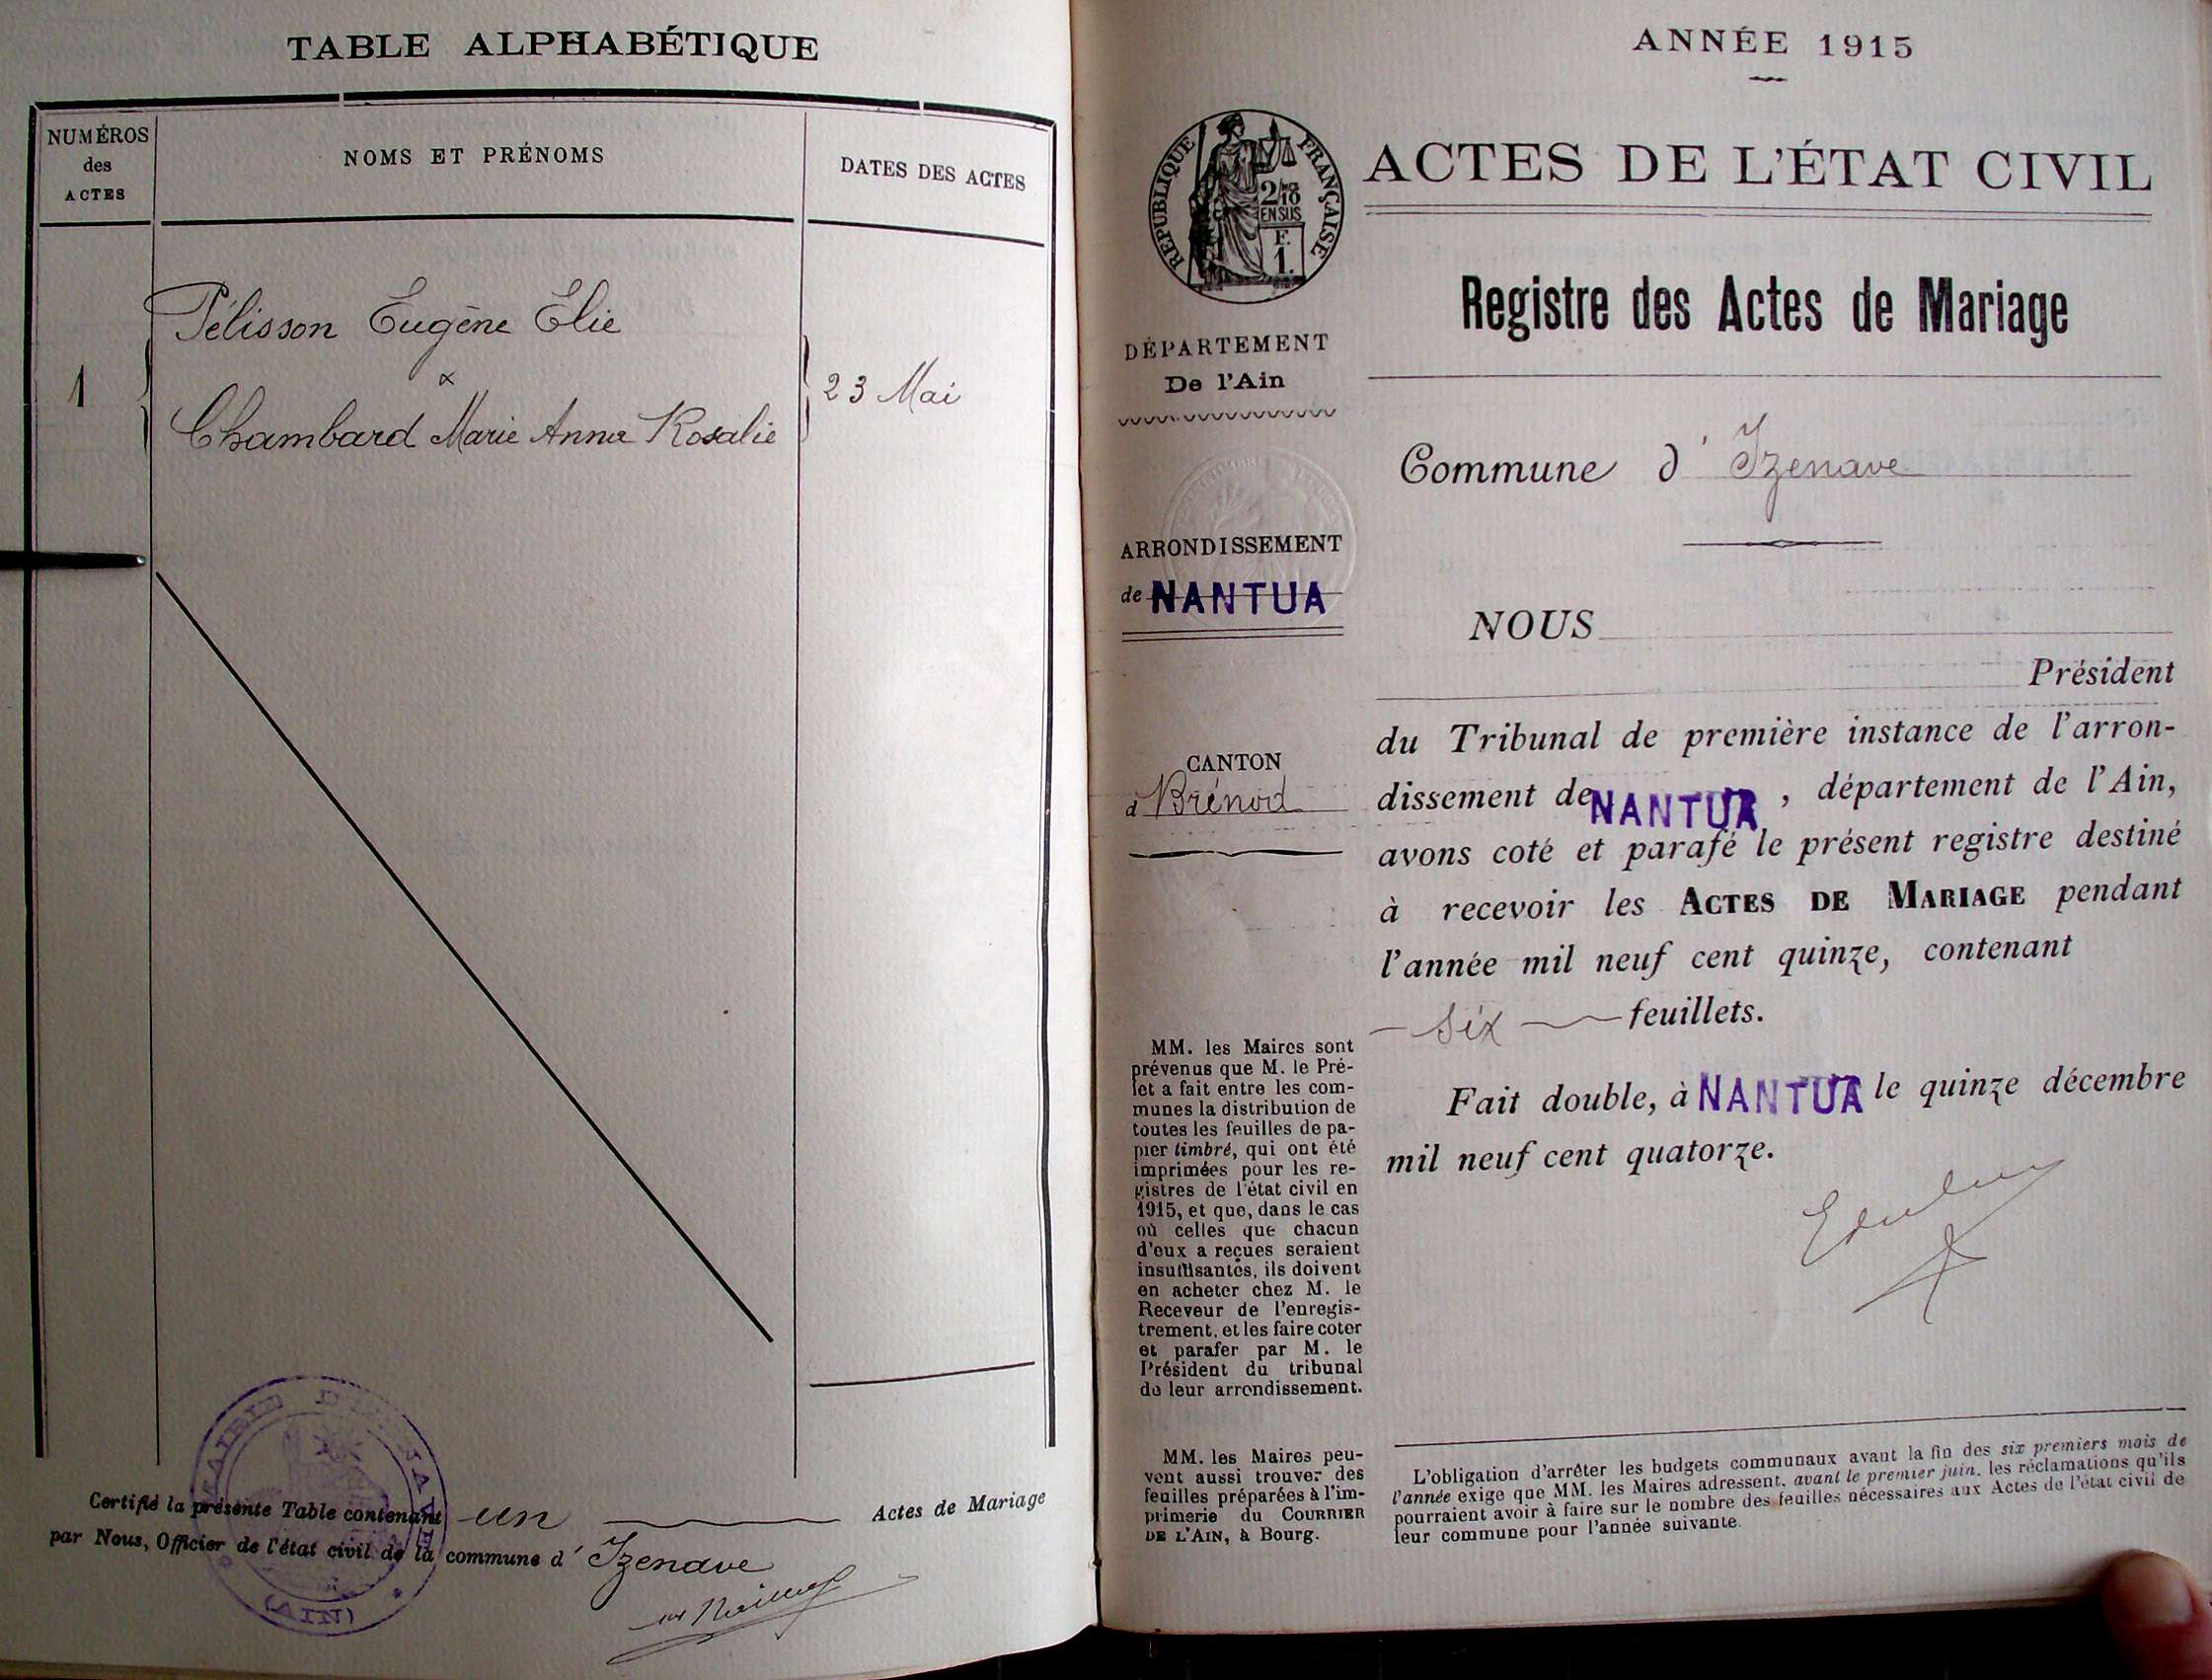 TABLE ALPHABÉTIQUE
NUMÉROS
des
ACTES
NOMS ET PRÉNOMS
DATES DES ACTES
Pélisson Eugène Elie
1
23 Mai
Chambard Marie Anna Rosalie
Certifié la présente Table contenant un Actes de Mariage
par Nous, Officier de l'état civil de la commune d'Izenave
MAIRIE D'IZENAVE
(AIN)
ANNÉE 1915
RÉPUBLIQUE FRANÇAISE
2/10
EN SUS
F.
1.
ACTES DE L'ÉTAT CIVIL
Registre des Actes de Mariage
DÉPARTEMENT
De l'Ain
Commune d'Izenave
ARRONDISSEMENT
de NANTUA
CANTON
d Brénod
NOUS
Président
du Tribunal de première instance de l'arron-
dissement de NANTUA, département de l'Ain,
avons coté et parafé le présent registre destiné
à recevoir les ACTES DE MARIAGE pendant
l'année mil neuf cent quinze, contenant
six feuillets.
Fait double, à NANTUA le quinze décembre
mil neuf cent quatorze.
MM. les Maires sont
prévenus que M. le Pré-
fet a fait entre les com-
munes la distribution de
toutes les feuilles de pa-
pier timbré, qui ont été
imprimées pour les re-
gistres de l'état civil en
1915, et que, dans le cas
où celles que chacun
d'eux a reçues seraient
insuffisantes, ils doivent
en acheter chez M. le
Receveur de l'enregis-
trement, et les faire coter
et parafer par M. le
Président du tribunal
de leur arrondissement.
MM. les Maires peu-
vent aussi trouver des
feuilles préparées à l'im-
primerie du COURRIER
DE L'AIN, à Bourg.
L'obligation d'arrêter les budgets communaux avant la fin des six premiers mois de
l'année exige que MM. les Maires adressent, avant le premier juin, les réclamations qu'ils
pourraient avoir à faire sur le nombre des feuilles nécessaires aux Actes de l'état civil de
leur commune pour l'année suivante.